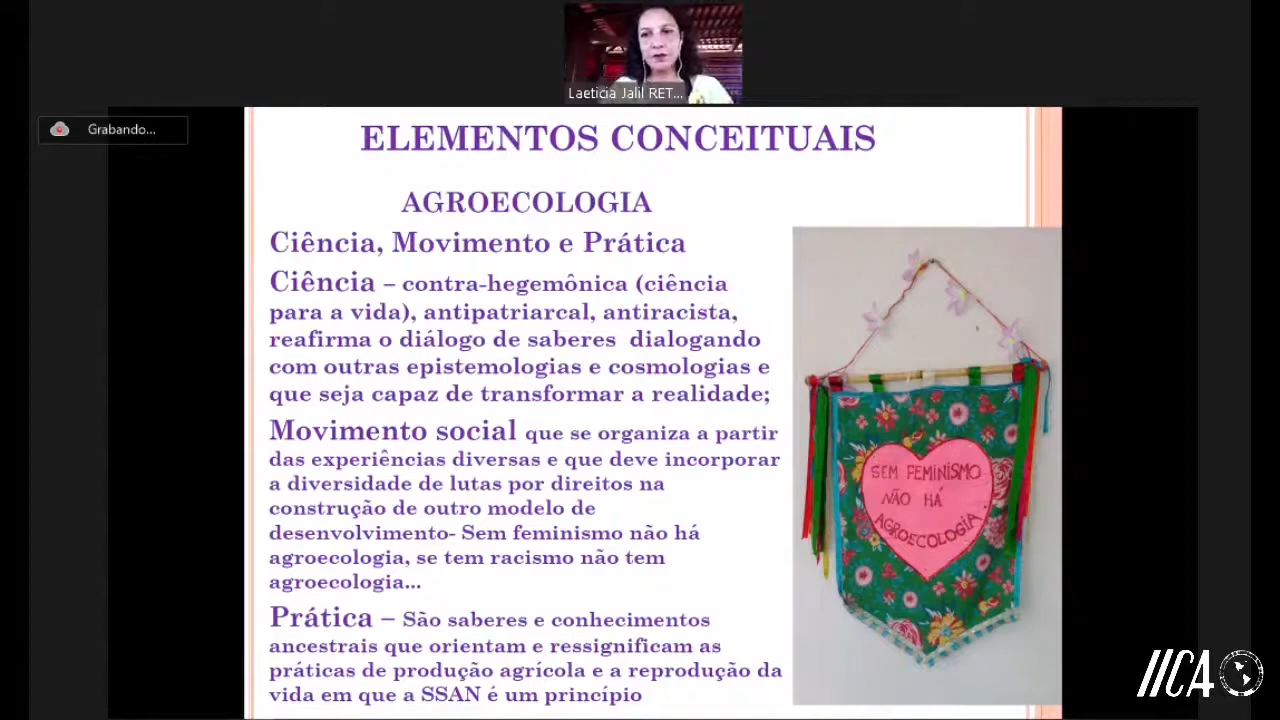 Laeticia Jalil RET...
Grabando...
ELEMENTOS CONCEITUAIS
AGROECOLOGIA
Ciência, Movimento e Prática
Ciência – contra-hegemônica (ciência
para a vida), antipatriarcal, antiracista,
reafirma o diálogo de saberes dialogando
com outras epistemologias e cosmologias e
que seja capaz de transformar a realidade;
Movimento social que se organiza a partir
das experiências diversas e que deve incorporar
a diversidade de lutas por direitos na
construção de outro modelo de
desenvolvimento- Sem feminismo não há
agroecologia, se tem racismo não tem
agroecologia...
Prática – São saberes e conhecimentos
ancestrais que orientam e ressignificam as
práticas de produção agrícola e a reprodução da
vida em que a SSAN é um princípio
SEM FEMINISMO
NÃO HÁ
AGROECOLOGIA
IICA